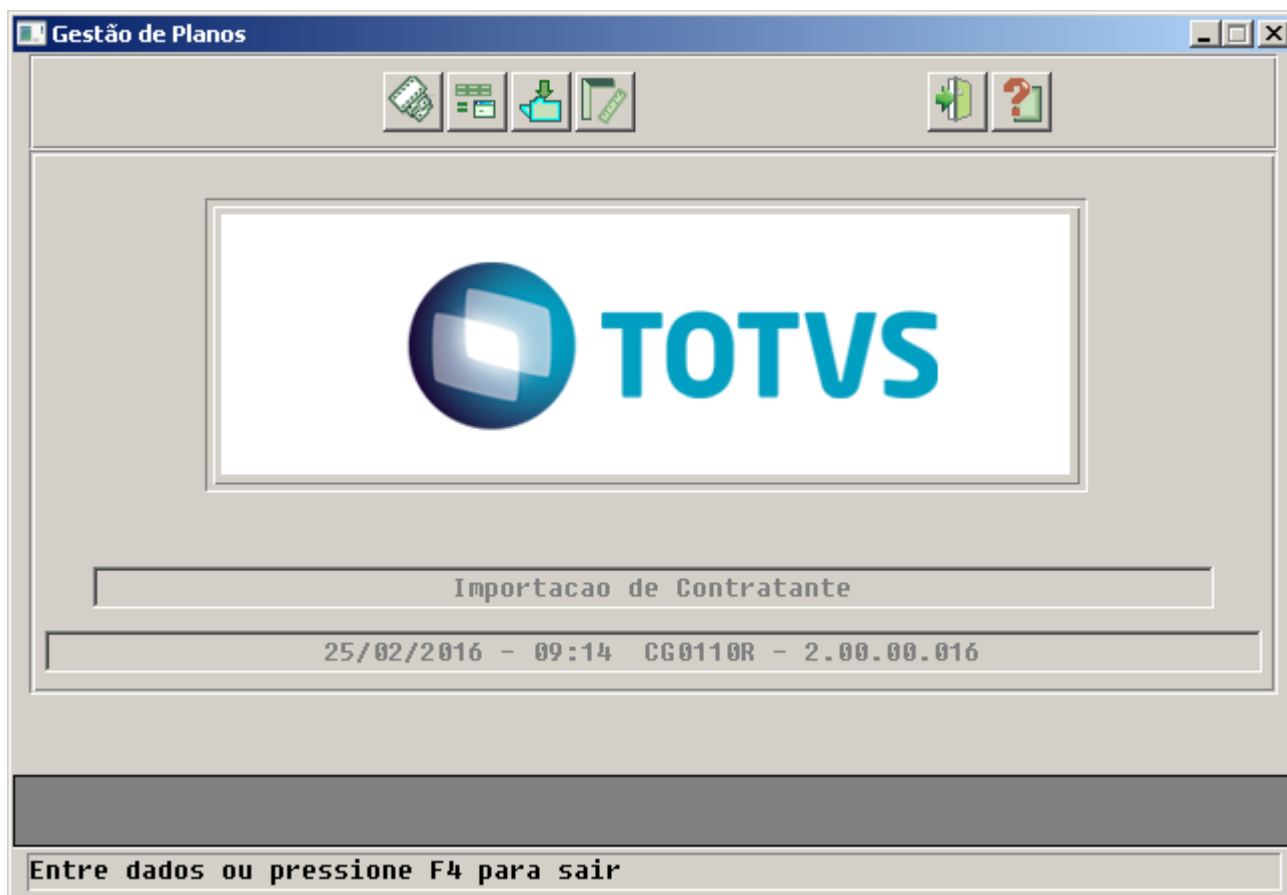 Gestão de Planos
TOTVS
Importacao de Contratante
25/02/2016 - 09:14 CG0110R - 2.00.00.016
Entre dados ou pressione F4 para sair